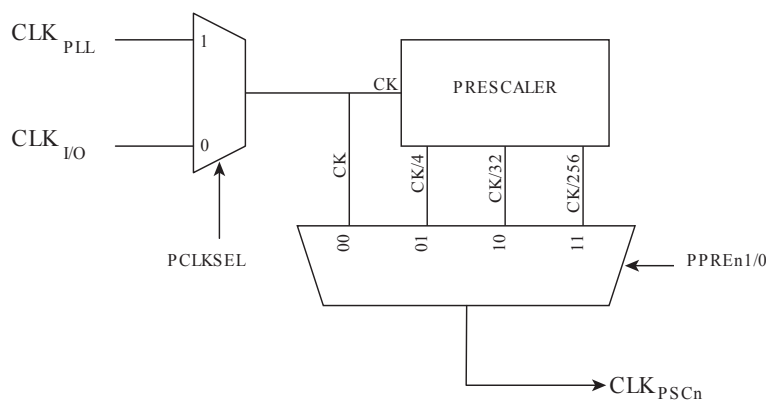 CLK PLL
1
CK
PRESCALER
CLK I/O
0
CK
CK/4
CK/32
CK/256
PCLKSEL
00
01
10
11
PPREn1/0
CLK PSCn